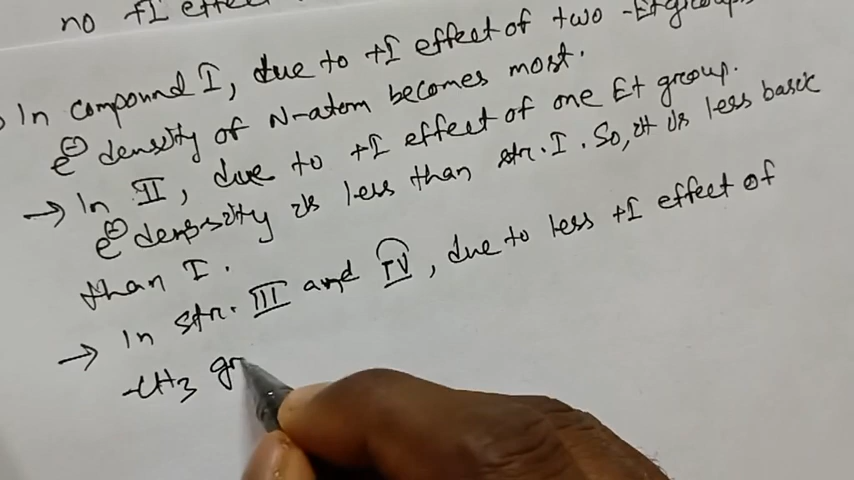 no +I effect
In compound I, due to +I effect of two -Et groups
e⊖ density of N-atom becomes most.
→ In II, due to +I effect of one Et group.
e⊖ density is less than str. I. So, it is less basic
than I.
→ In str. III and IV, due to less +I effect of
-CH3 gr